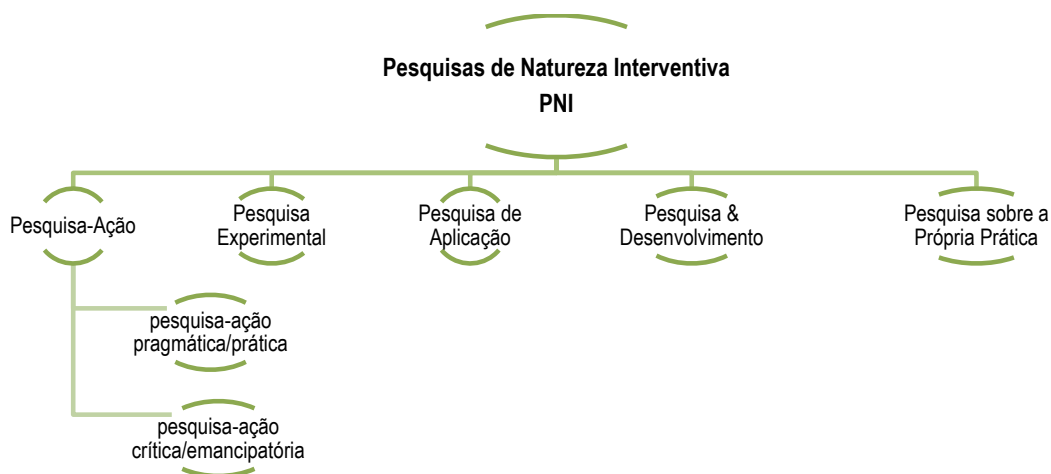 Pesquisas de Natureza Interventiva
PNI
Pesquisa-Ação
Pesquisa
Experimental
Pesquisa de
Aplicação
Pesquisa &
Desenvolvimento
Pesquisa sobre a
Própria Prática
pesquisa-ação
pragmática/prática
pesquisa-ação
crítica/emancipatória